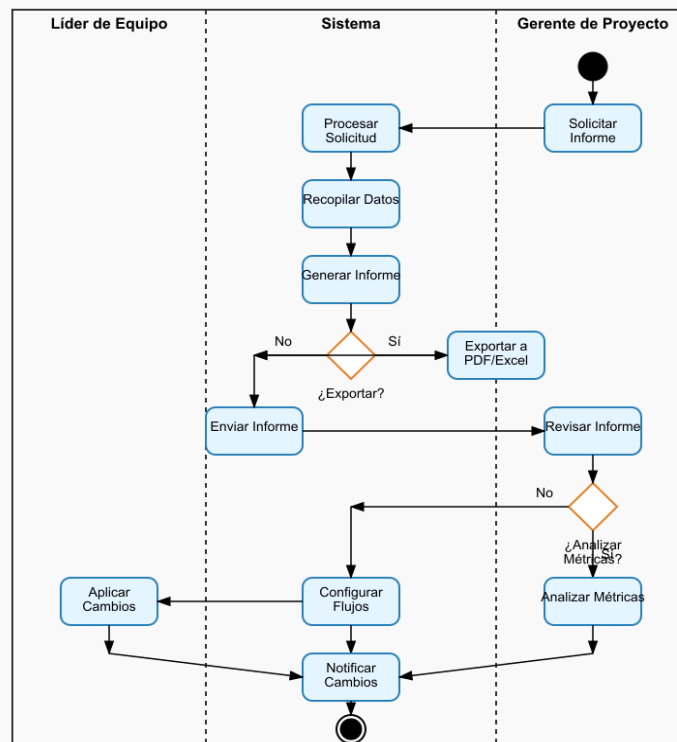 Líder de Equipo
Sistema
Gerente de Proyecto
Procesar
Solicitud
Solicitar
Informe
Recopilar Datos
Generar Informe
No
Sí
Exportar a
PDF/Excel
¿Exportar?
Enviar Informe
Revisar Informe
No
¿Analizar
Métricas?
Sí
Aplicar
Cambios
Configurar
Flujos
Analizar Métricas
Notificar
Cambios